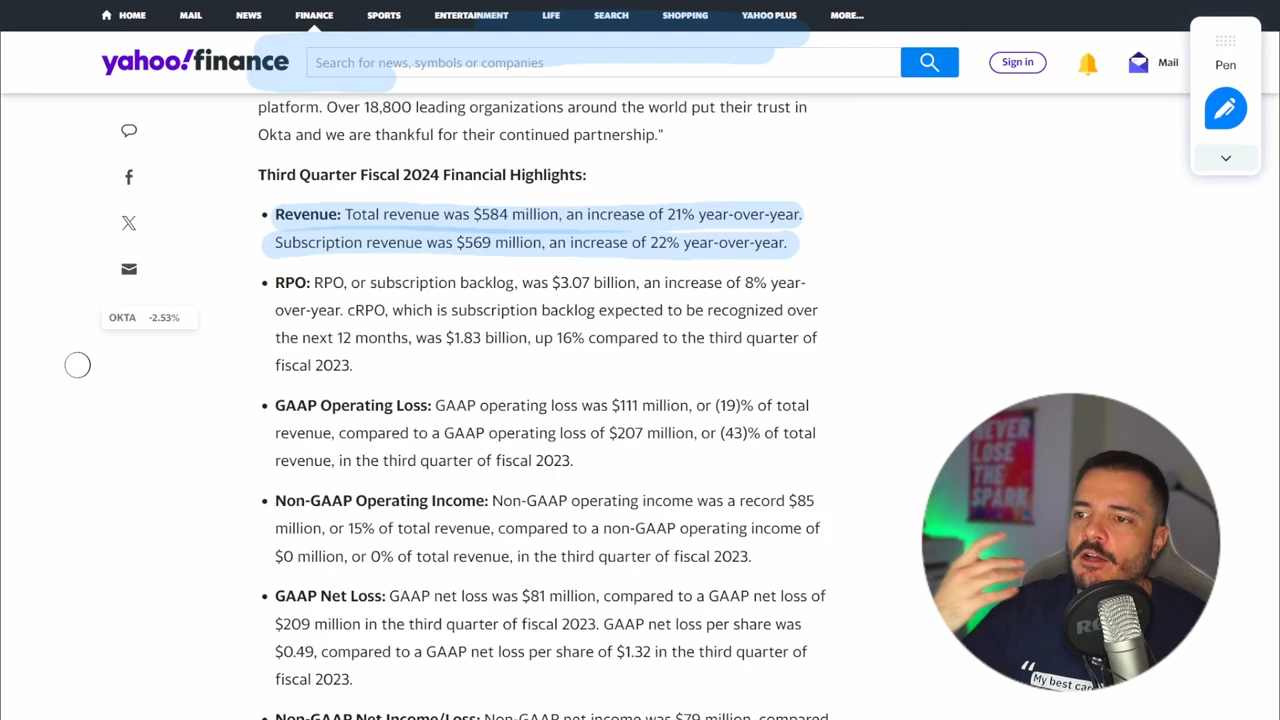 HOME MAIL NEWS FINANCE SPORTS ENTERTAINMENT LIFE SEARCH SHOPPING YAHOO PLUS MORE...
yahoo!finance Search for news, symbols or companies Sign in Mail
Pen
platform. Over 18,800 leading organizations around the world put their trust in
Okta and we are thankful for their continued partnership."
Third Quarter Fiscal 2024 Financial Highlights:
• Revenue: Total revenue was $584 million, an increase of 21% year-over-year.
Subscription revenue was $569 million, an increase of 22% year-over-year.
• RPO: RPO, or subscription backlog, was $3.07 billion, an increase of 8% year-
over-year. cRPO, which is subscription backlog expected to be recognized over
the next 12 months, was $1.83 billion, up 16% compared to the third quarter of
fiscal 2023.
OKTA -2.53%
• GAAP Operating Loss: GAAP operating loss was $111 million, or (19)% of total
revenue, compared to a GAAP operating loss of $207 million, or (43)% of total
revenue, in the third quarter of fiscal 2023.
• Non-GAAP Operating Income: Non-GAAP operating income was a record $85
million, or 15% of total revenue, compared to a non-GAAP operating income of
$0 million, or 0% of total revenue, in the third quarter of fiscal 2023.
• GAAP Net Loss: GAAP net loss was $81 million, compared to a GAAP net loss of
$209 million in the third quarter of fiscal 2023. GAAP net loss per share was
$0.49, compared to a GAAP net loss per share of $1.32 in the third quarter of
fiscal 2023.
Non-GAAP Net Income/Loss: Non-GAAP net income was $79 million, compared
NEVER
LOSE
THE
SPARK
"My best